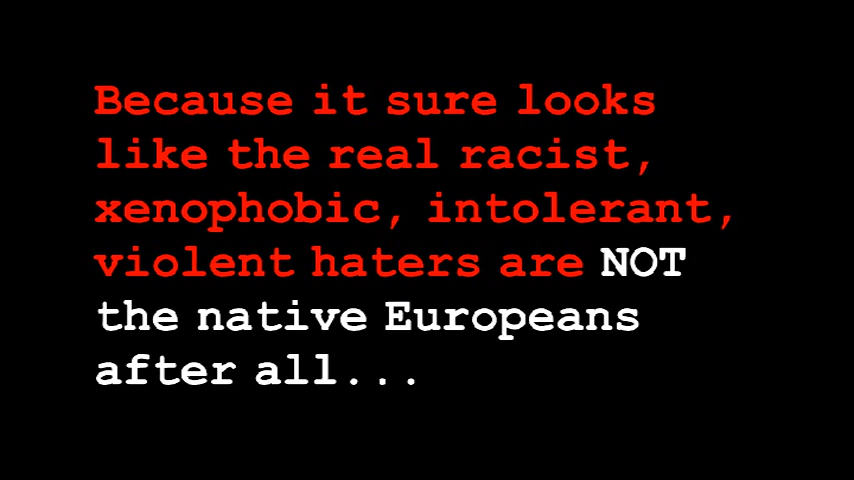 Because it sure looks
like the real racist,
xenophobic, intolerant,
violent haters are NOT
the native Europeans
after all...